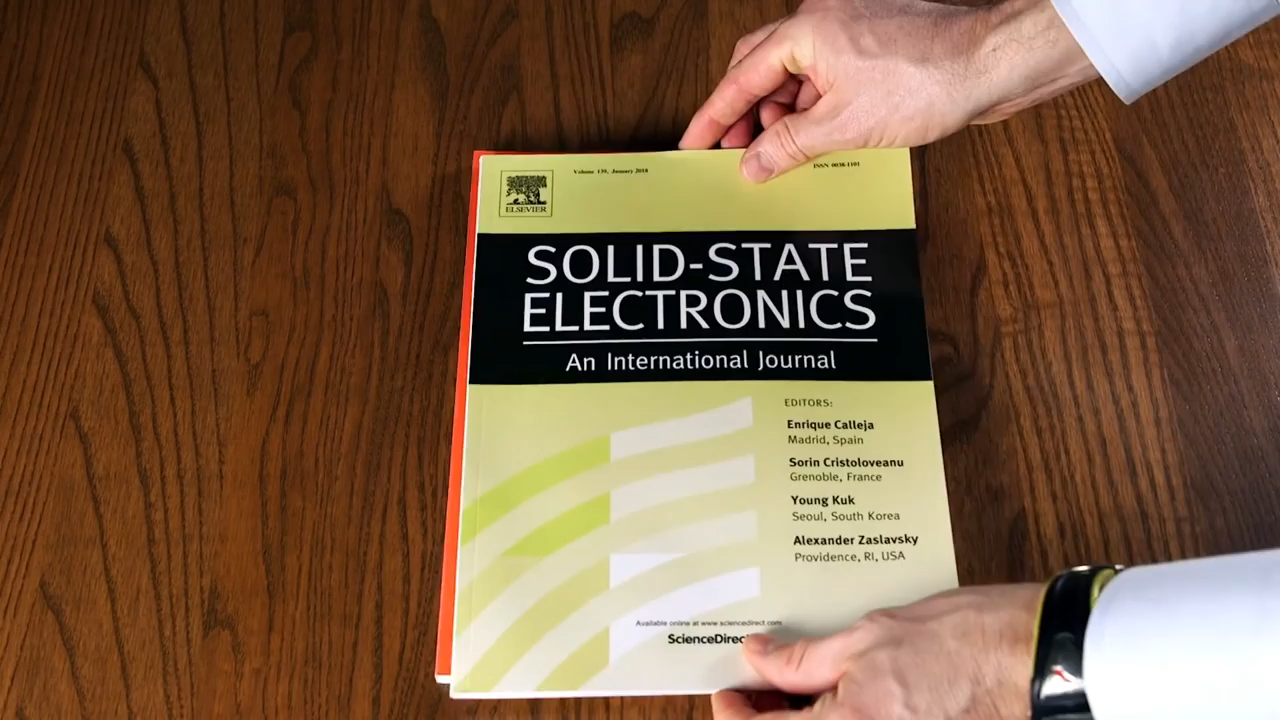 Volume 139, January 2018
ISSN 0038-1101
ELSEVIER
SOLID-STATE
ELECTRONICS
An International Journal
EDITORS:
Enrique Calleja
Madrid, Spain
Sorin Cristoloveanu
Grenoble, France
Young Kuk
Seoul, South Korea
Alexander Zaslavsky
Providence, RI, USA
Available online at www.sciencedirect.com
ScienceDirect